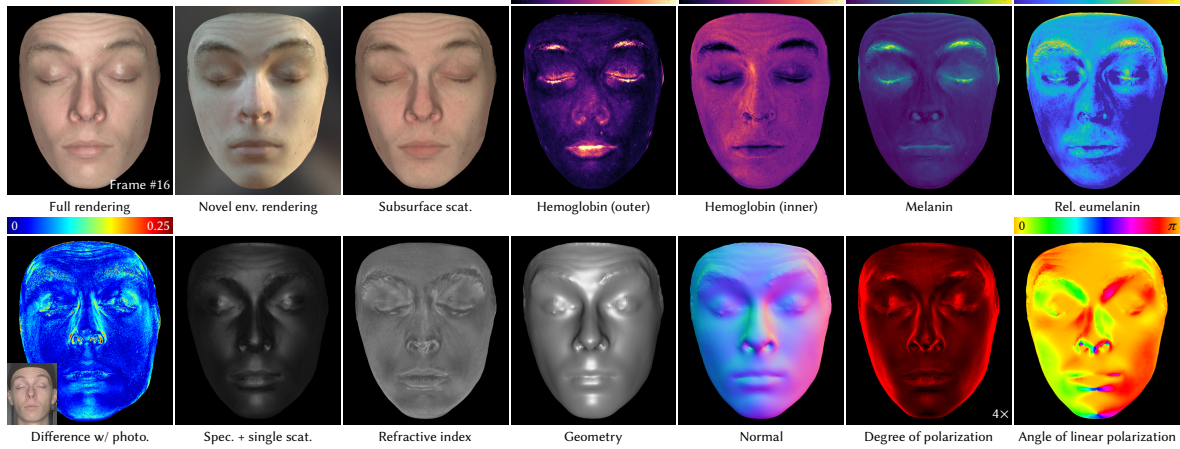 Frame #16
Full rendering
Novel env. rendering
Subsurface scat.
Hemoglobin (outer)
Hemoglobin (inner)
Melanin
Rel. eumelanin
0 0.25
0 π
4×
Difference w/ photo.
Spec. + single scat.
Refractive index
Geometry
Normal
Degree of polarization
Angle of linear polarization